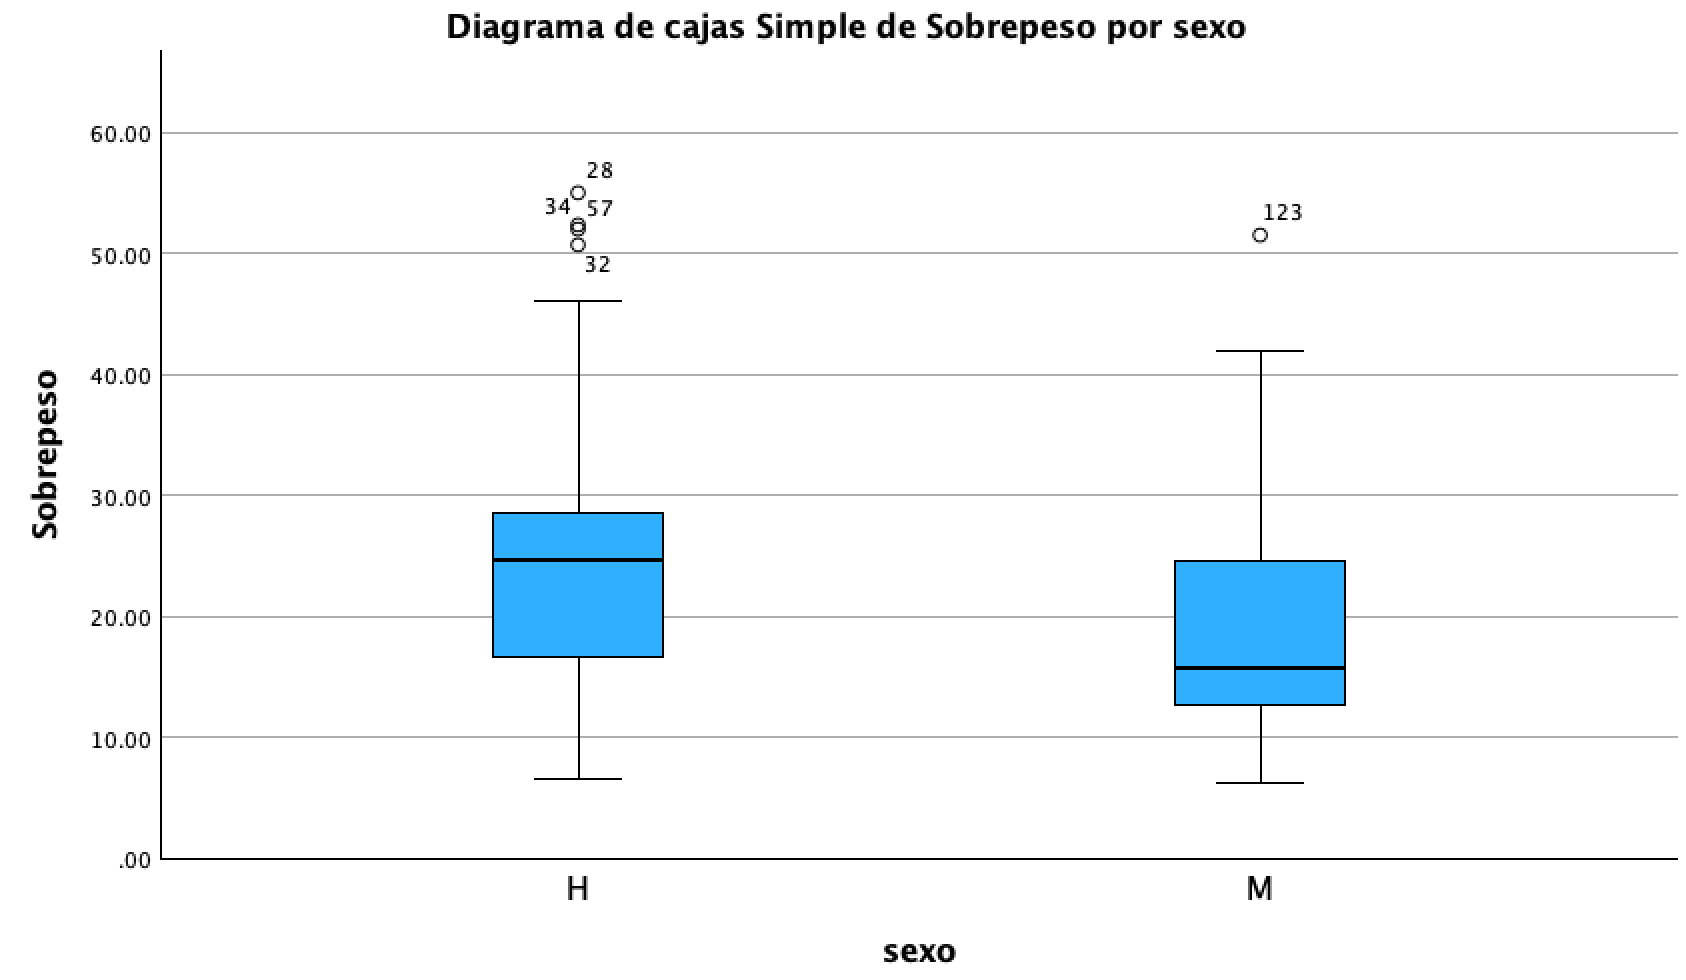 Diagrama de cajas Simple de Sobrepeso por sexo
Sobrepeso
60.00
50.00
40.00
30.00
20.00
10.00
.00
28
34 57
32
123
H M
sexo